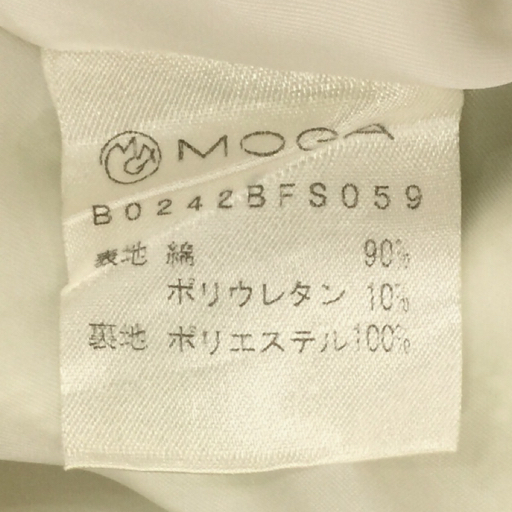 MOGA
B0242BFS059
表地 綿 90%
ポリウレタン 10%
裏地 ポリエステル100%